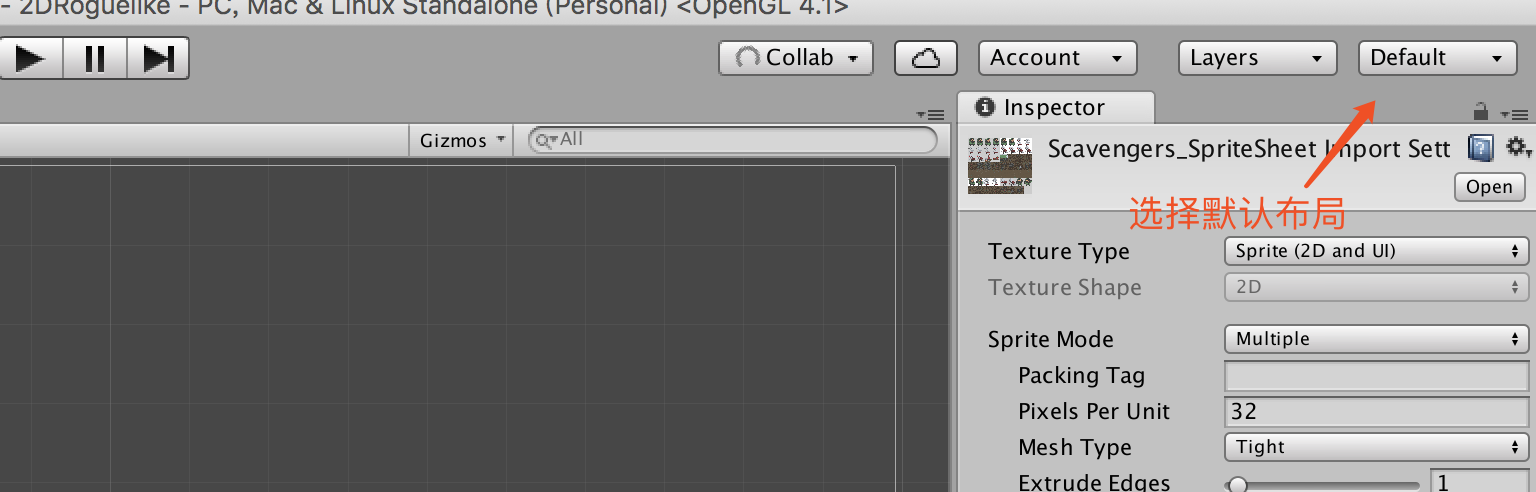 - 2DRoguelike - PC, Mac & Linux Standalone (Personal) <OpenGL 4.1>
Collab
Account
Layers
Default
Inspector
Gizmos
All
Scavengers_SpriteSheet Import Sett
Open
选择默认布局
Texture Type
Sprite (2D and UI)
Texture Shape
2D
Sprite Mode
Multiple
Packing Tag
Pixels Per Unit
32
Mesh Type
Tight
Extrude Edges
1